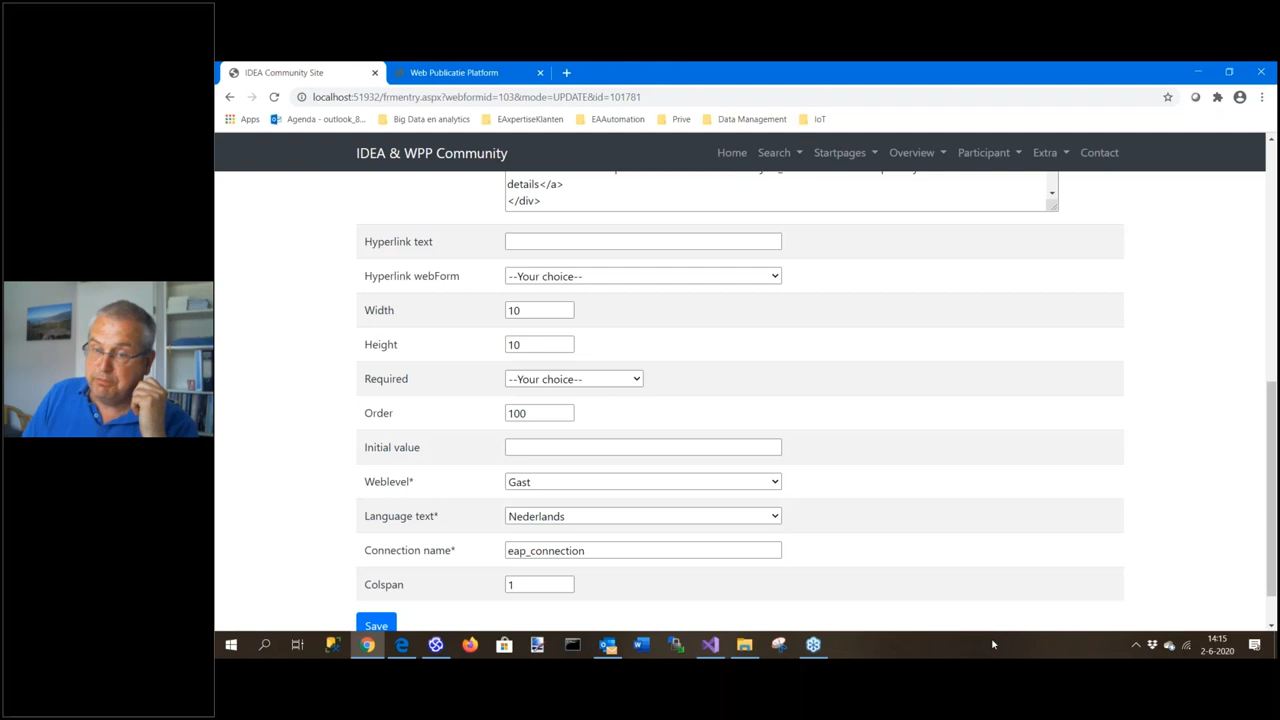 IDEA Community Site
Web Publicatie Platform
localhost:51932/frmentry.aspx?webformid=103&mode=UPDATE&id=101781
Apps
Agenda - outlook_8...
Big Data en analytics
EAxpertiseKlanten
EAAutomation
Prive
Data Management
IoT
IDEA & WPP Community
Home
Search
Startpages
Overview
Participant
Extra
Contact
details</a>
</div>
Hyperlink text
Hyperlink webForm --Your choice--
Width 10
Height 10
Required --Your choice--
Order 100
Initial value
Weblevel* Gast
Language text* Nederlands
Connection name* eap_connection
Colspan 1
Save
14:15
2-6-2020